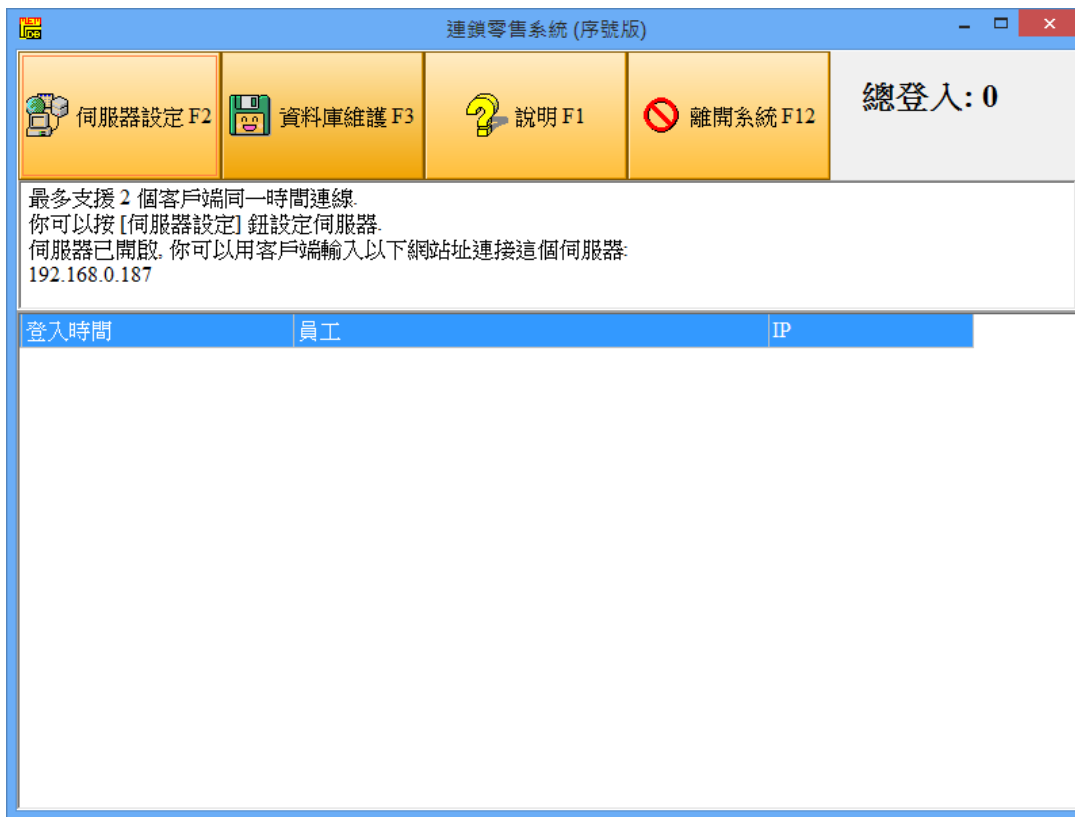 連鎖零售系統 (序號版)
伺服器設定 F2
資料庫維護 F3
說明 F1
離開系統 F12
總登入: 0
最多支援 2 個客戶端同一時間連線.
你可以按 [伺服器設定] 鈕設定伺服器.
伺服器已開啟, 你可以用客戶端輸入以下網站址連接這個伺服器:
192.168.0.187
登入時間 員工 IP